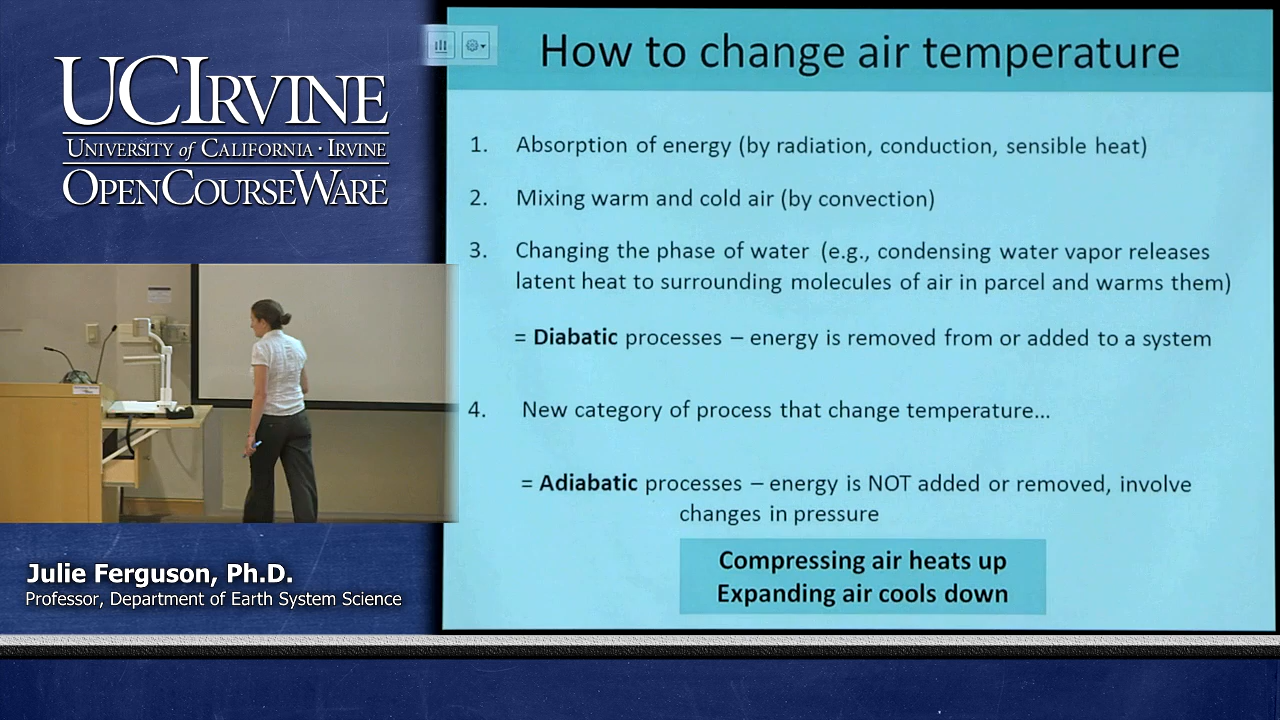 UCIRVINE
UNIVERSITY of CALIFORNIA · IRVINE
OPENCOURSEWARE
How to change air temperature
1. Absorption of energy (by radiation, conduction, sensible heat)
2. Mixing warm and cold air (by convection)
3. Changing the phase of water (e.g., condensing water vapor releases
latent heat to surrounding molecules of air in parcel and warms them)
= Diabatic processes – energy is removed from or added to a system
4. New category of process that change temperature...
= Adiabatic processes – energy is NOT added or removed, involve
changes in pressure
Compressing air heats up
Expanding air cools down
Julie Ferguson, Ph.D.
Professor, Department of Earth System Science